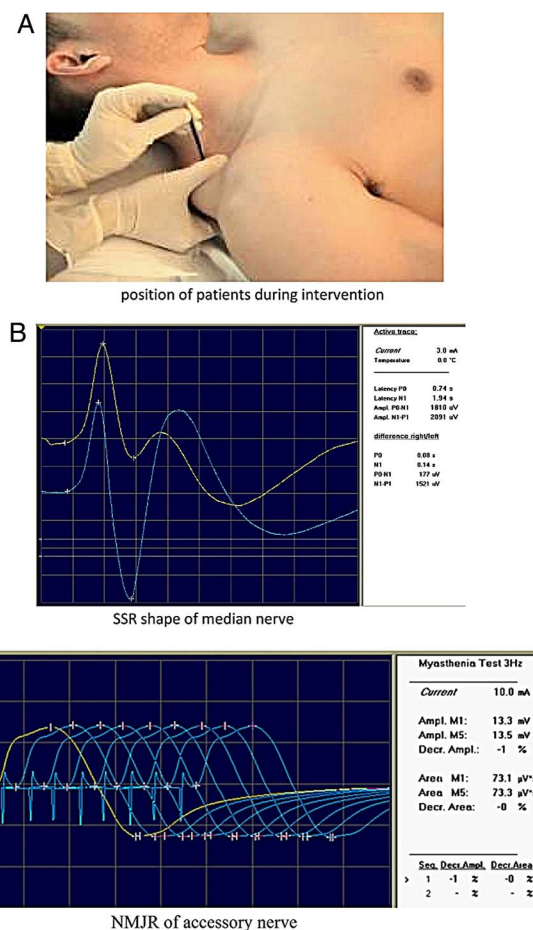 A
position of patients during intervention
B
Active trace:
Current 3.0 mA
Temperature 0.0 °C
Latency P0 0.74 s
Latency N1 1.94 s
Ampl. P0-N1 1810 uV
Ampl. N1-P1 2091 uV
difference right/left
P0 0.08 s
N1 0.14 s
P0-N1 177 uV
N1-P1 1521 uV
SSR shape of median nerve
Myasthenia Test 3Hz
Current 10.0 mA
Ampl. M1: 13.3 mV
Ampl. M5: 13.5 mV
Decr. Ampl.: -1 %
Area M1: 73.1 µV*
Area M5: 73.3 µV*
Decr. Area: -0 %
Seq. Decr.Ampl. Decr.Area
> 1 -1 % -0 %
2 - % - %
NMJR of accessory nerve